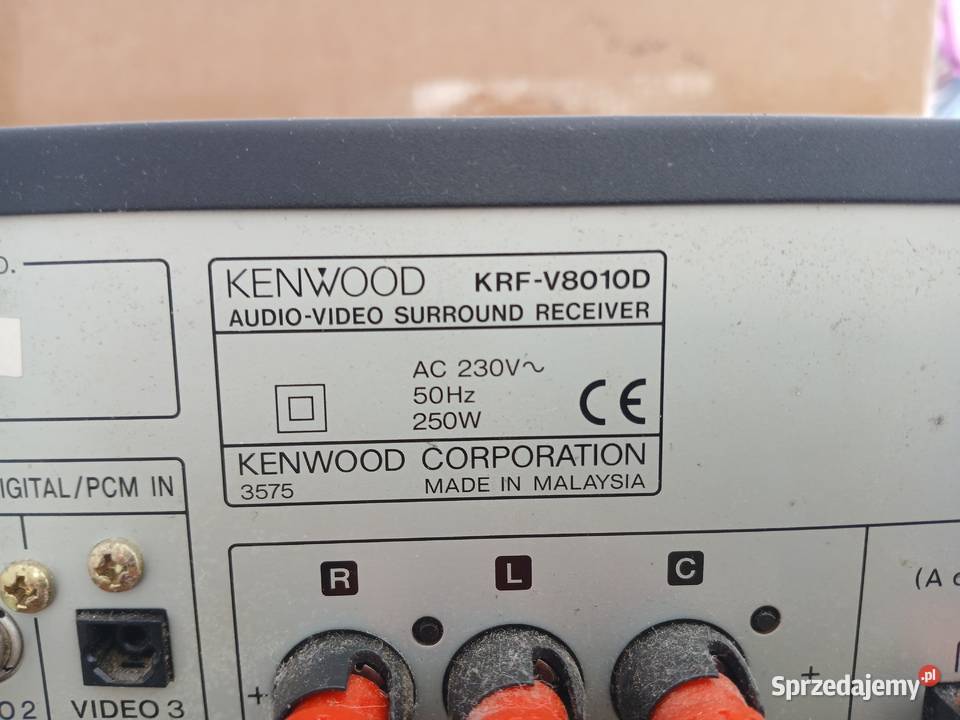 KENWOOD KRF-V8010D
AUDIO-VIDEO SURROUND RECEIVER
AC 230V~
50Hz
250W
CE
KENWOOD CORPORATION
3575 MADE IN MALAYSIA
IGITAL/PCM IN
R L C
(A
+ +
O2 VIDEO 3
Sprzedajemy.pl